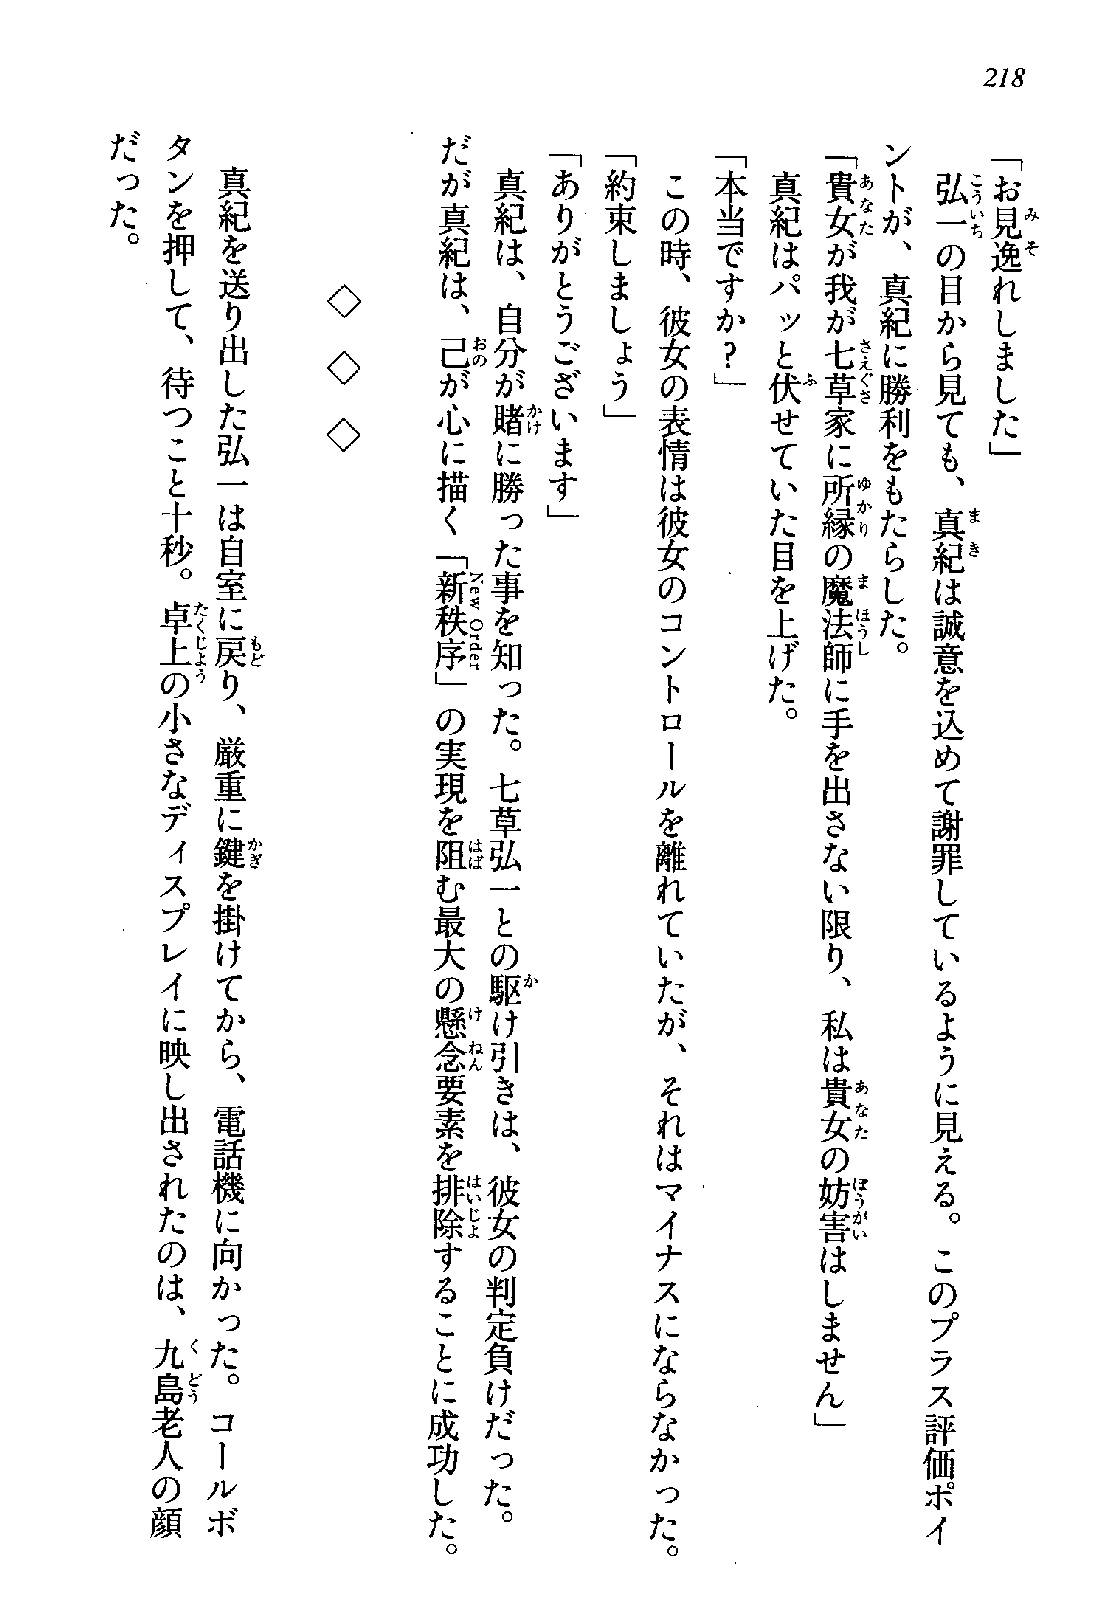 218
「お見逸れしました」
弘一の目から見ても、真紀は誠意を込めて謝罪しているように見える。このプラス評価ポイ
ントが、真紀に勝利をもたらした。
「貴女が我が七草家に所縁の魔法師に手を出さない限り、私は貴女の妨害はしません」
真紀はパッと伏せていた目を上げた。
「本当ですか?」
この時、彼女の表情は彼女のコントロールを離れていたが、それはマイナスにならなかった。
「約束しましょう」
「ありがとうございます」
真紀は、自分が賭に勝った事を知った。七草弘一との駆け引きは、彼女の判定負けだった。
だが真紀は、己が心に描く「新秩序」の実現を阻む最大の懸念要素を排除することに成功した。
◇ ◇ ◇
真紀を送り出した弘一は自室に戻り、厳重に鍵を掛けてから、電話機に向かった。コールボ
タンを押して、待つこと十秒。卓上の小さなディスプレイに映し出されたのは、九島老人の顔
だった。